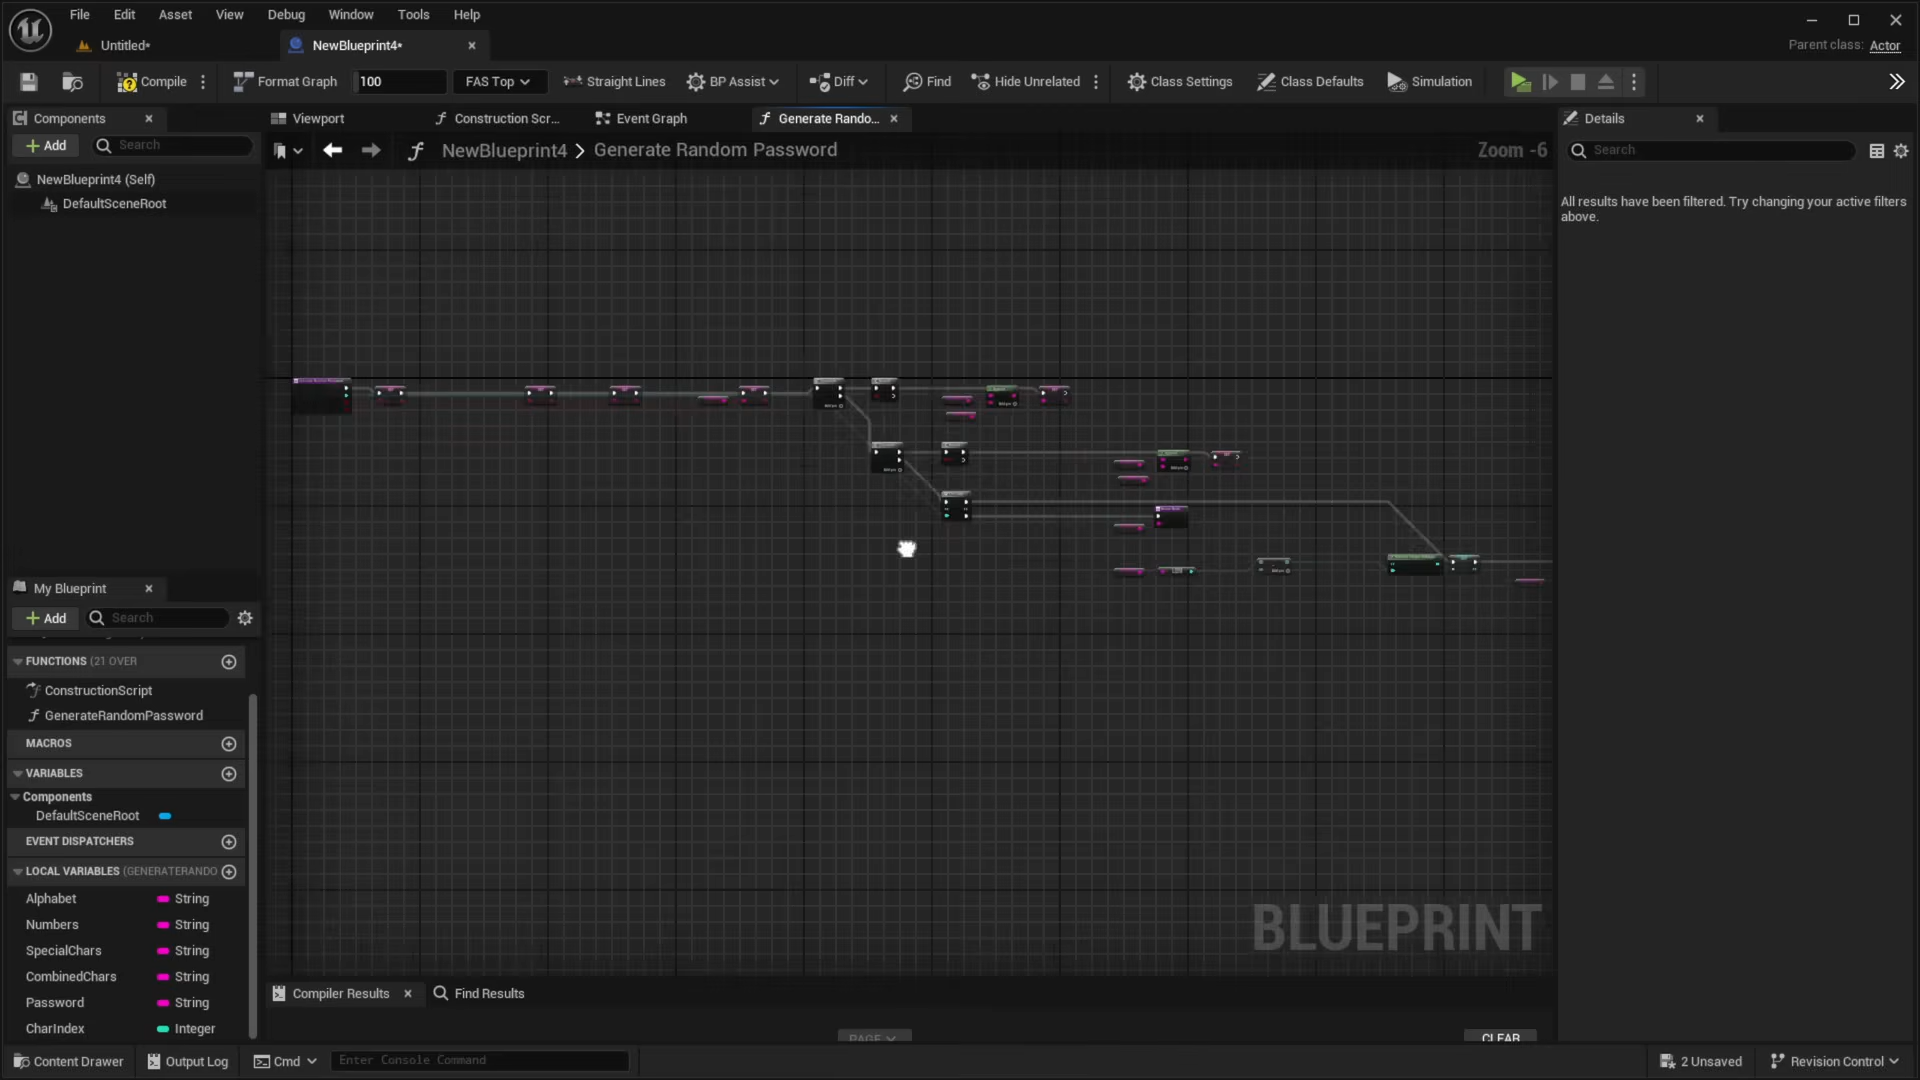 File Edit Asset View Debug Window Tools Help
Untitled*
NewBlueprint4*
Parent class: Actor
Compile
Format Graph
100
FAS Top
Straight Lines
BP Assist
Diff
Find
Hide Unrelated
Class Settings
Class Defaults
Simulation
Components
Viewport
Construction Scr...
Event Graph
Generate Rando...
Details
Add
Search
NewBlueprint4 > Generate Random Password
Zoom -6
Search
NewBlueprint4 (Self)
DefaultSceneRoot
All results have been filtered. Try changing your active filters
above.
My Blueprint
Add
Search
FUNCTIONS (21 OVER
ConstructionScript
GenerateRandomPassword
MACROS
VARIABLES
Components
DefaultSceneRoot
EVENT DISPATCHERS
LOCAL VARIABLES (GENERATERANDO
Alphabet String
Numbers String
SpecialChars String
CombinedChars String
Password String
CharIndex Integer
BLUEPRINT
Compiler Results
Find Results
PAGE
CLEAR
Content Drawer
Output Log
Cmd
Enter Console Command
2 Unsaved
Revision Control